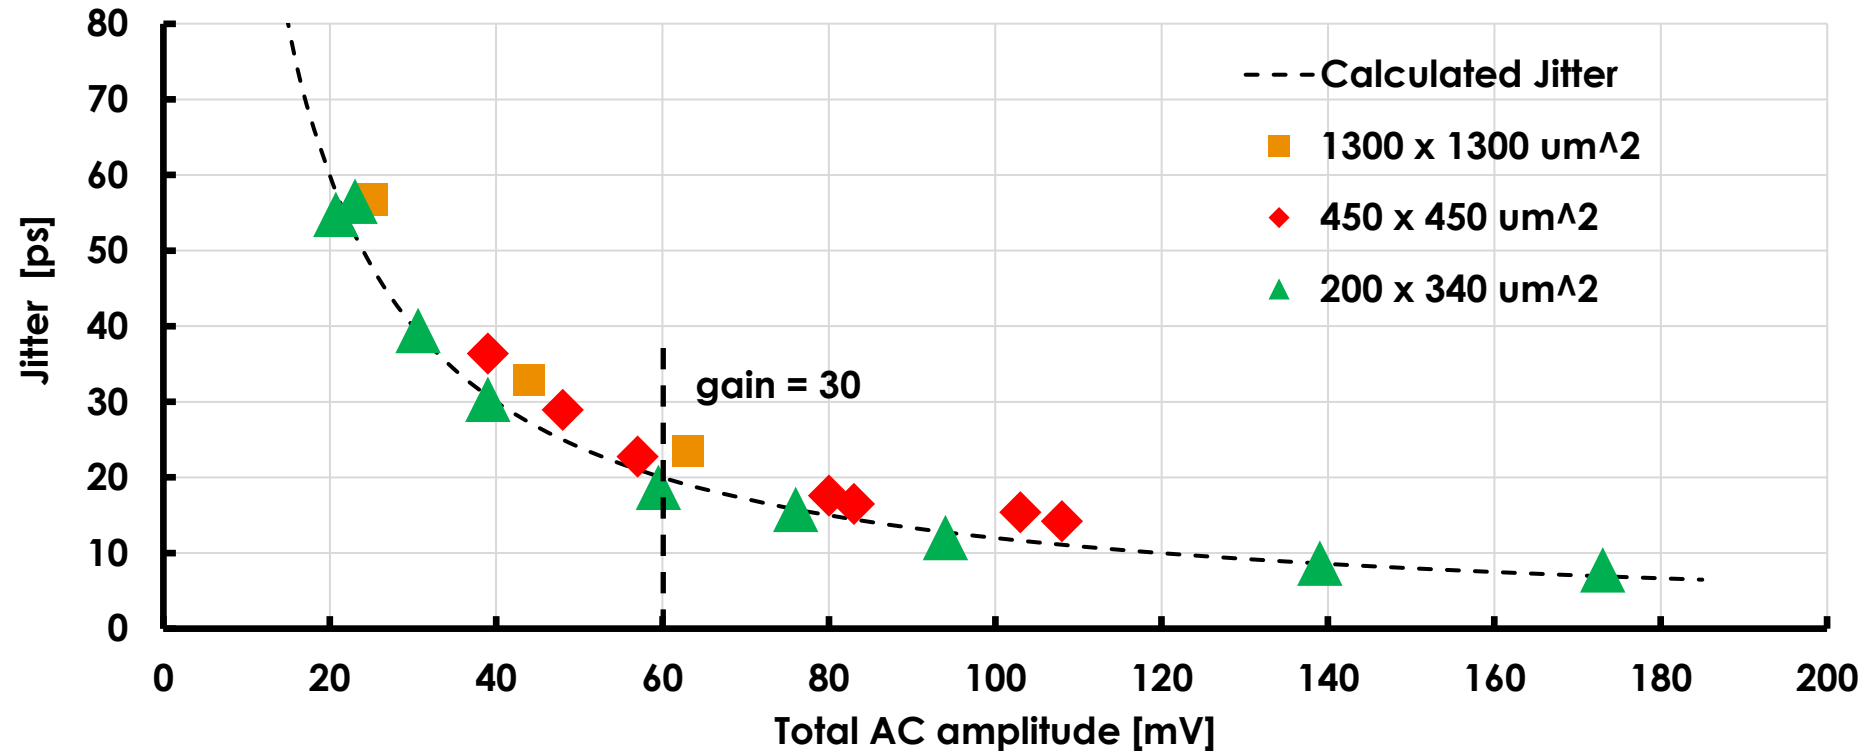 80
70
60
50
40
30
20
10
0
Jitter [ps]
Calculated Jitter
1300 x 1300 um^2
450 x 450 um^2
200 x 340 um^2
gain = 30
0 20 40 60 80 100 120 140 160 180 200
Total AC amplitude [mV]